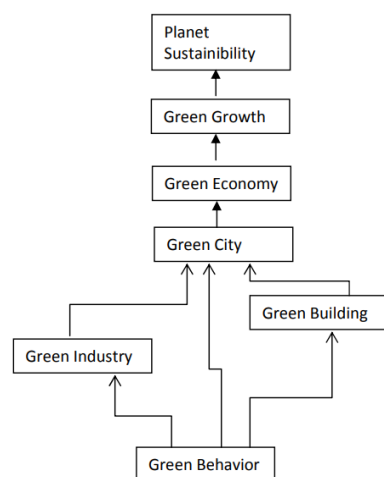 Planet
Sustainibility
Green Growth
Green Economy
Green City
Green Building
Green Industry
Green Behavior